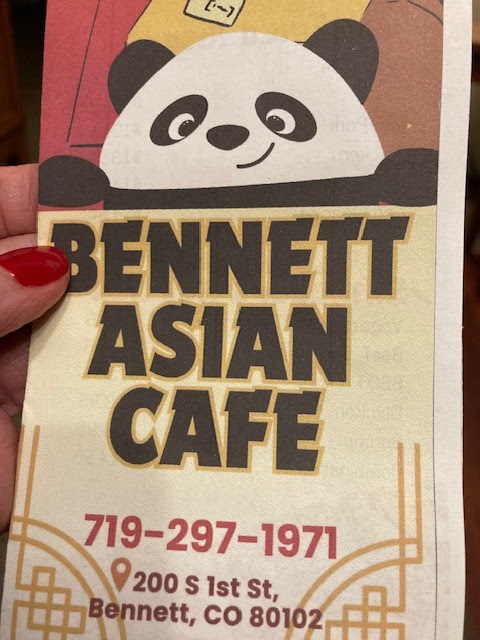 BENNETT
ASIAN
CAFE
719-297-1971
200 S 1st St,
Bennett, CO 80102